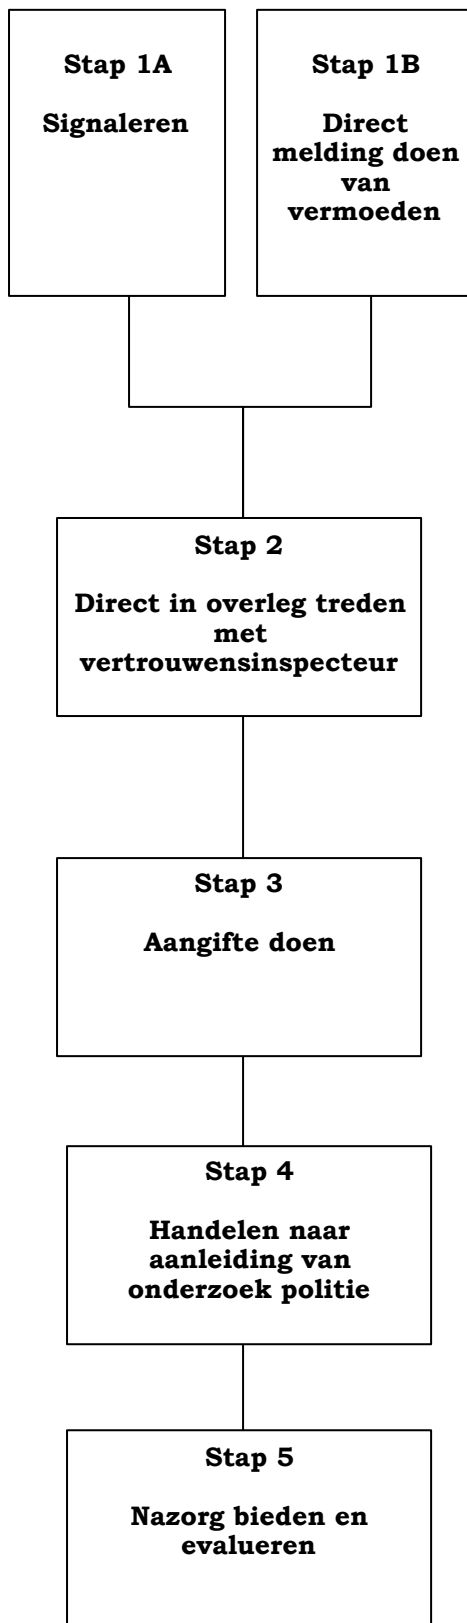 Stap 1A
Signaleren
Stap 1B
Direct
melding doen
van
vermoeden
Stap 2
Direct in overleg treden
met
vertrouwensinspecteur
Stap 3
Aangifte doen
Stap 4
Handelen naar
aanleiding van
onderzoek politie
Stap 5
Nazorg bieden en
evalueren